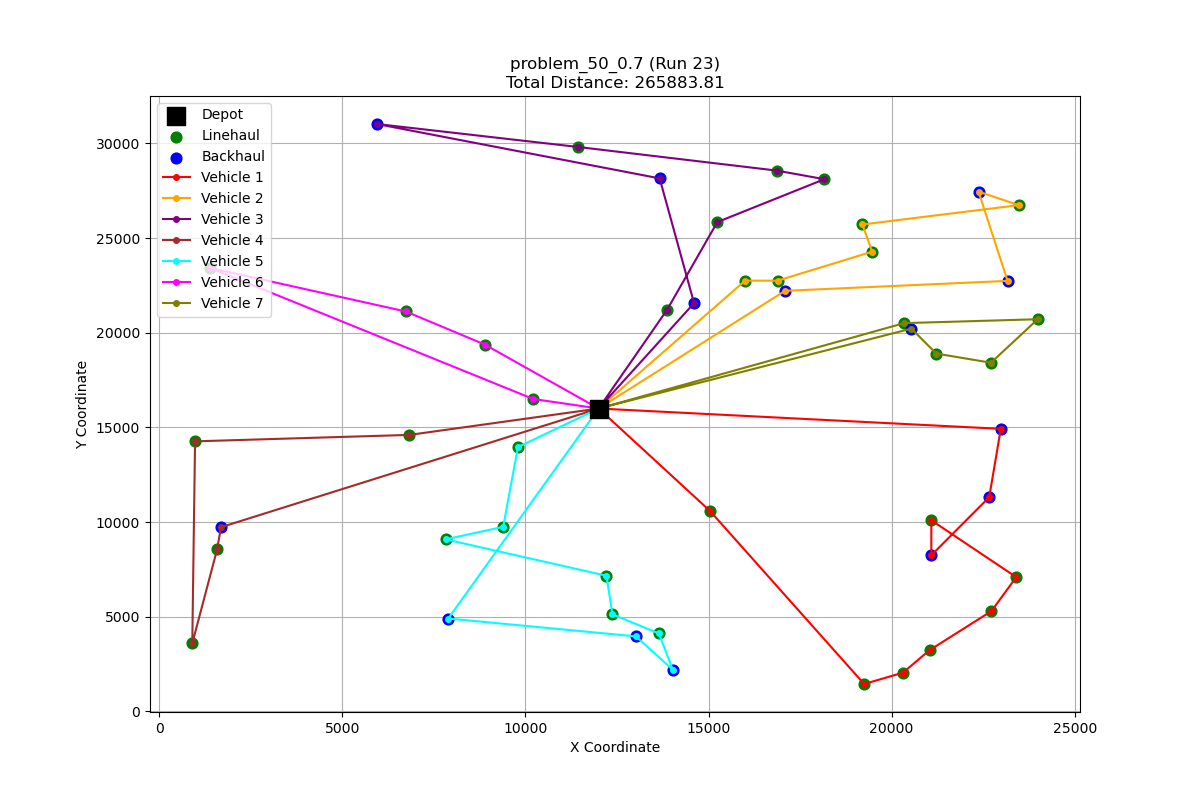 problem_50_0.7 (Run 23)
Total Distance: 265883.81
Depot
Linehaul
Backhaul
Vehicle 1
Vehicle 2
Vehicle 3
Vehicle 4
Vehicle 5
Vehicle 6
Vehicle 7
30000
25000
20000
15000
10000
5000
0
Y Coordinate
0 5000 10000 15000 20000 25000
X Coordinate